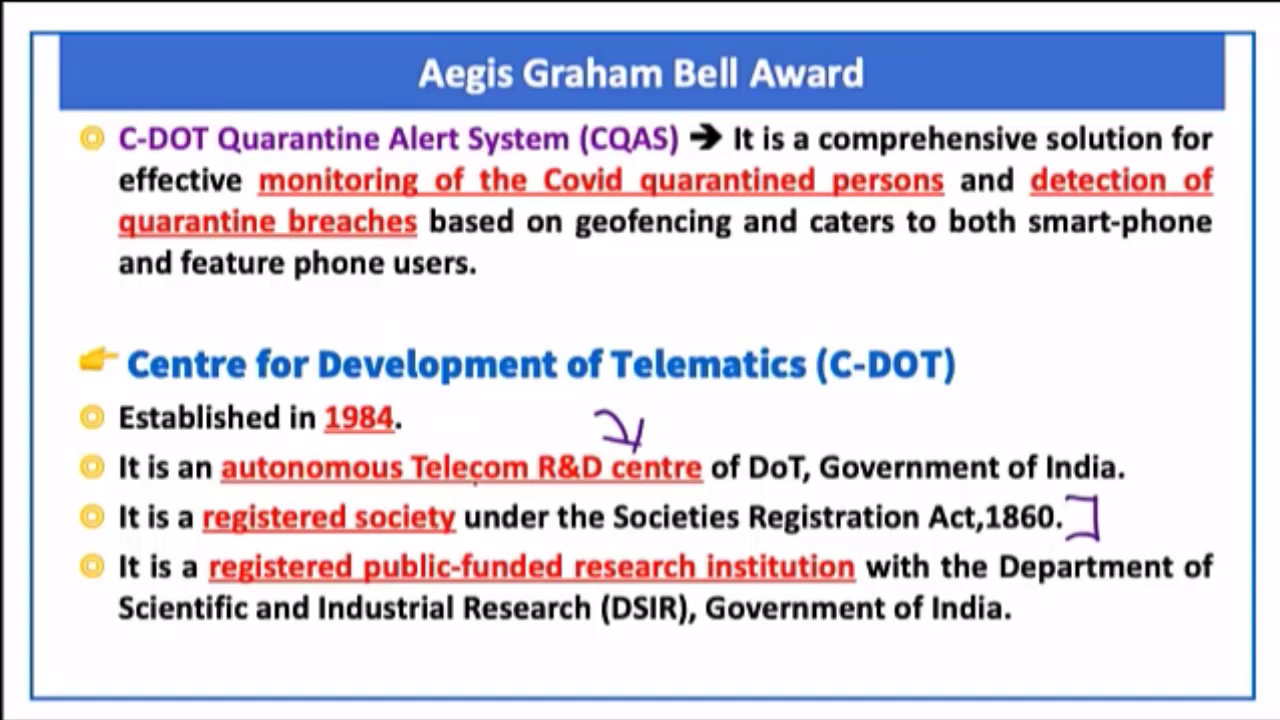 Aegis Graham Bell Award
C-DOT Quarantine Alert System (CQAS) ➔ It is a comprehensive solution for
effective monitoring of the Covid quarantined persons and detection of
quarantine breaches based on geofencing and caters to both smart-phone
and feature phone users.
Centre for Development of Telematics (C-DOT)
Established in 1984.
It is an autonomous Telecom R&D centre of DoT, Government of India.
It is a registered society under the Societies Registration Act,1860.
It is a registered public-funded research institution with the Department of
Scientific and Industrial Research (DSIR), Government of India.